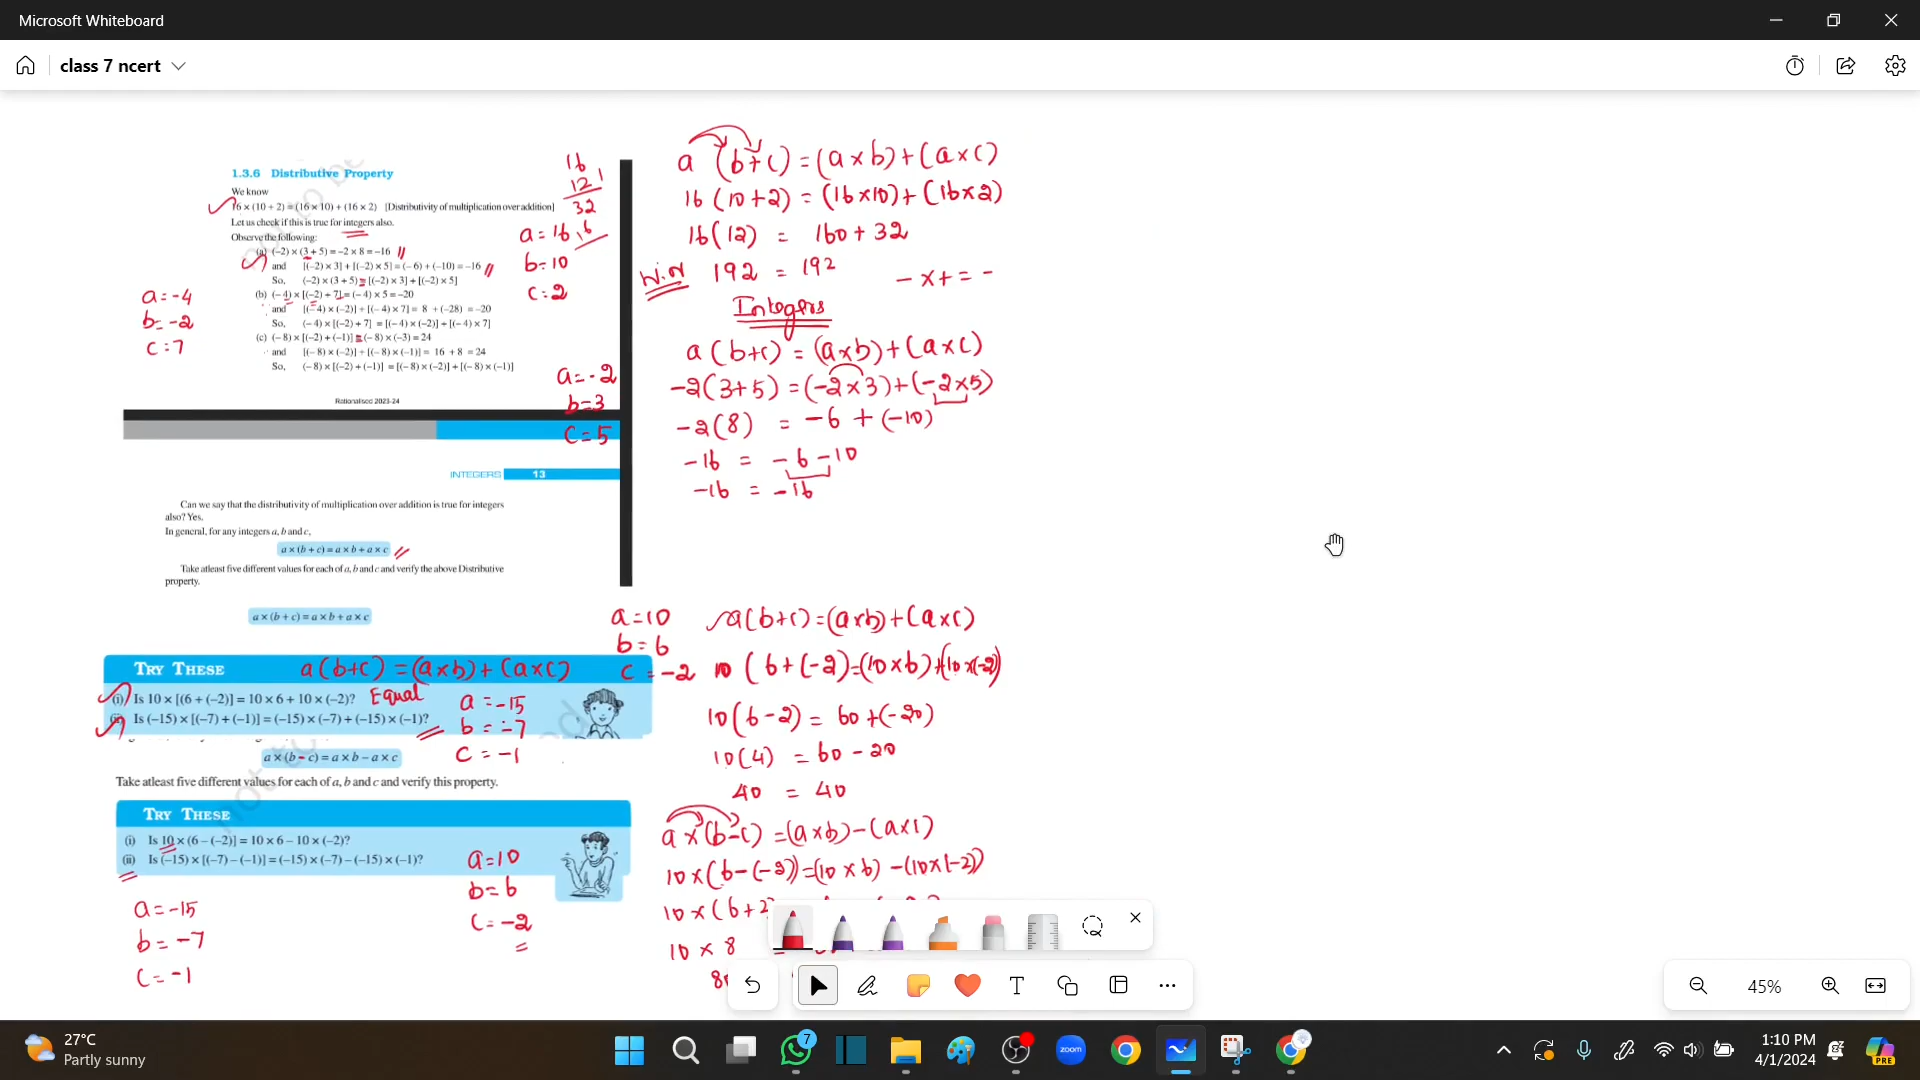 Microsoft Whiteboard
class 7 ncert
1.3.6 Distributive Property
We know
16 × (10 + 2) = (16 × 10) + (16 × 2) [Distributivity of multiplication over addition]
Let us check if this is true for integers also.
Observe the following:
(a) (–2) × (3 + 5) = –2 × 8 = –16
and [(–2) × 3] + [(–2) × 5] = (–6) + (–10) = –16
So, (–2) × (3 + 5) = [(–2) × 3] + [(–2) × 5]
(b) (–4) × [(–2) + 7] = (–4) × 5 = –20
and [(–4) × (–2)] + [(–4) × 7] = 8 + (–28) = –20
So, (–4) × [(–2) + 7] = [(–4) × (–2)] + [(–4) × 7]
(c) (–8) × [(–2) + (–1)] = (–8) × (–3) = 24
and [(–8) × (–2)] + [(–8) × (–1)] = 16 + 8 = 24
So, (–8) × [(–2) + (–1)] = [(–8) × (–2)] + [(–8) × (–1)]
Rationalised 2023-24
a = -4
b = -2
c = 7
16
12
32
16
a = 16
b = 10
c = 2
a = -2
b = 3
c = 5
INTEGERS 13
Can we say that the distributivity of multiplication over addition is true for integers
also? Yes.
In general, for any integers a, b and c,
a × (b + c) = a × b + a × c
Take atleast five different values for each of a, b and c and verify the above Distributive
property.
a × (b + c) = a × b + a × c
TRY THESE a(b+c) = (a×b) + (a×c)
(i) Is 10 × [(6 + (–2)] = 10 × 6 + 10 × (–2)? Equal
(ii) Is (–15) × [(–7) + (–1)] = (–15) × (–7) + (–15) × (–1)?
a = -15
b = -7
c = -1
a × (b – c) = a × b – a × c
Take atleast five different values for each of a, b and c and verify this property.
TRY THESE
(i) Is 10 × (6 – (–2)] = 10 × 6 – 10 × (–2)?
(ii) Is (–15) × [(–7) – (–1)] = (–15) × (–7) – (–15) × (–1)?
a = 10
b = 6
c = -2
a = -15
b = -7
c = -1
a (b+c) = (a×b) + (a×c)
16 (10+2) = (16×10) + (16×2)
16 (12) = 160 + 32
W.N 192 = 192
- × + = -
Integers
a (b+c) = (a×b) + (a×c)
-2(3+5) = (-2×3) + (-2×5)
-2(8) = -6 + (-10)
-16 = -6 -10
-16 = -16
a = 10
b = 6
c = -2
a(b+c) = (a×b) + (a×c)
10 (6+(-2) = (10×6) + (10×(-2))
10(6-2) = 60 + (-20)
10(4) = 60 - 20
40 = 40
a × (b-c) = (a×b) - (a×c)
10 × (6-(-2)) = (10×6) - (10×(-2))
10 × (6+2)
10 × 8
80
45%
27°C
Partly sunny
7
zoom
1:10 PM
4/1/2024
PRE